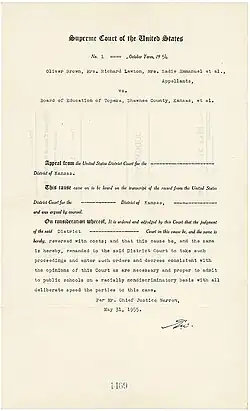 Supreme Court of the United States
No. 1 ---- , October Term, 19 54
Oliver Brown, Mrs. Richard Lawton, Mrs. Sadie Emmanuel et al.,
Appellants,
vs.
Board of Education of Topeka, Shawnee County, Kansas, et al.
Appeal from the United States District Court for the ----------------
District of Kansas.
This cause came on to be heard on the transcript of the record from the United States
District Court for the ------------ District of Kansas, ------------
and was argued by counsel.
On consideration whereof, It is ordered and adjudged by this Court that the judgment
of the said District ---------------- Court in this cause be, and the same is
hereby, reversed with costs; and that this cause be, and the same
is hereby, remanded to the said District Court to take such
proceedings and enter such orders and decrees consistent with
the opinions of this Court as are necessary and proper to admit
to public schools on a racially nondiscriminatory basis with all
deliberate speed the parties to this case.
Per Mr. Chief Justice Warren,
May 31, 1955.
1469